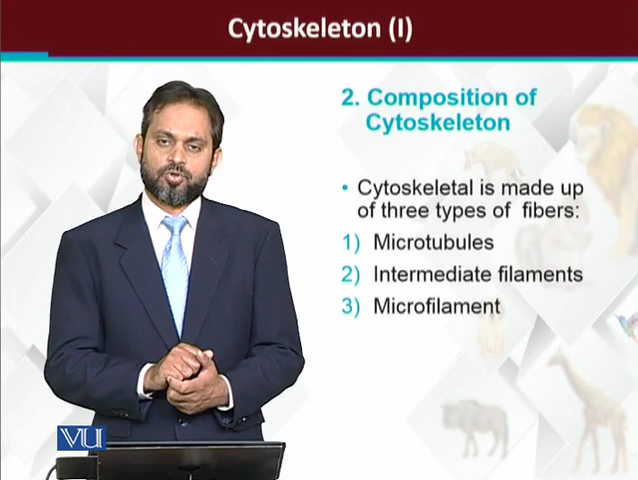 Cytoskeleton (I)
2. Composition of
Cytoskeleton
• Cytoskeletal is made up
of three types of fibers:
1) Microtubules
2) Intermediate filaments
3) Microfilament
VU